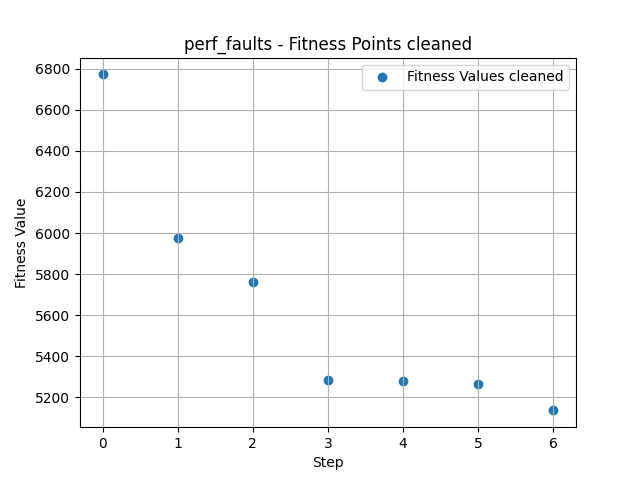 perf_faults - Fitness Points cleaned
Fitness Values cleaned
Fitness Value
6800
6600
6400
6200
6000
5800
5600
5400
5200
0 1 2 3 4 5 6
Step